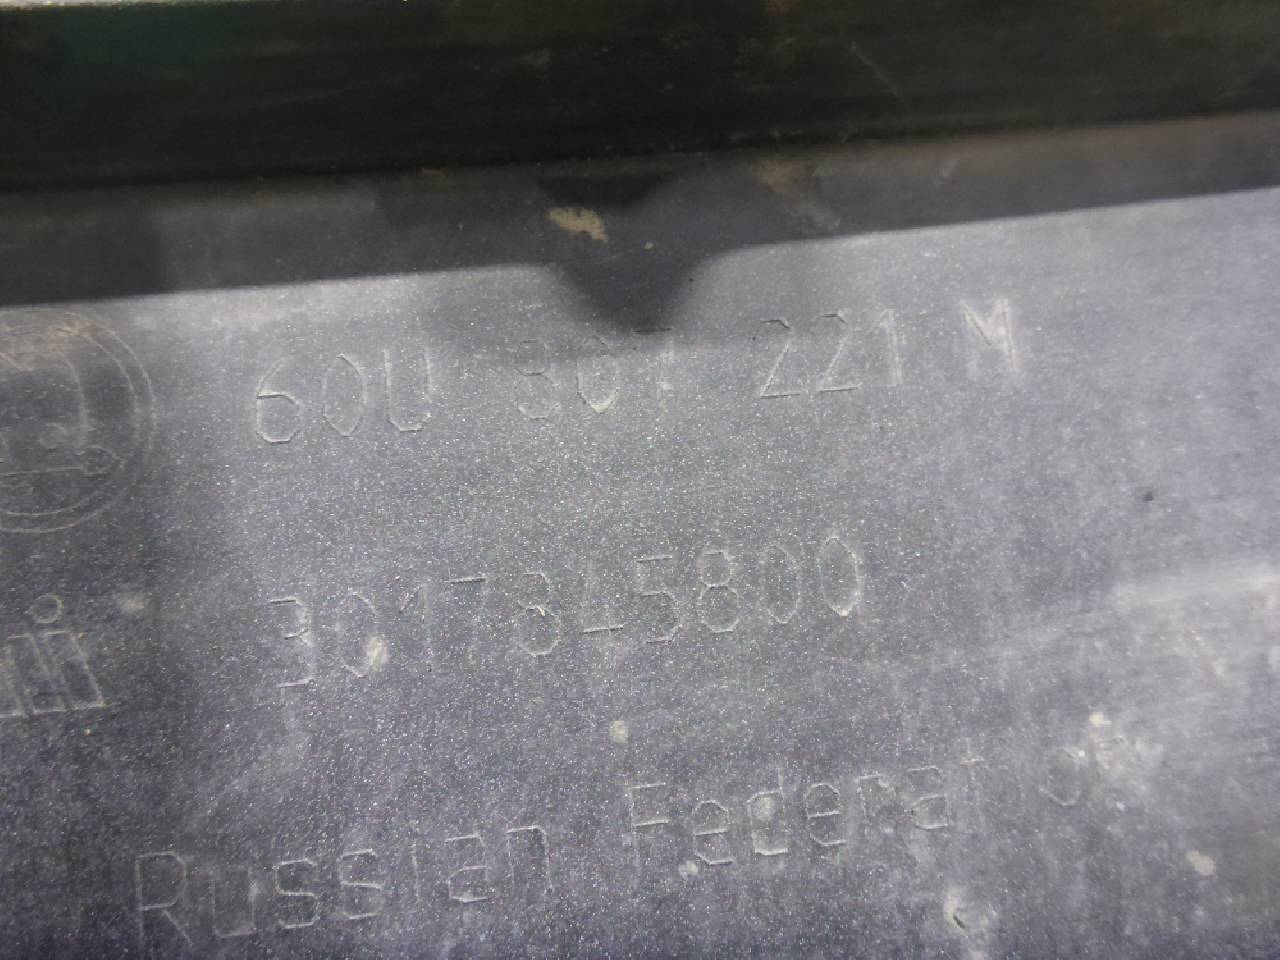 60U 807 221 M
3017845800
Russian Federation